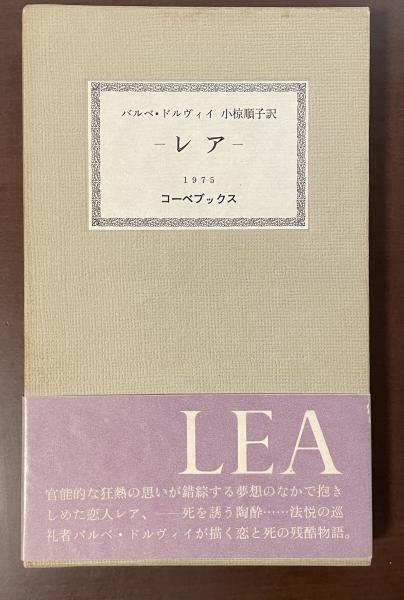 バルベ・ドルヴィイ 小椋順子訳
―レア―
1975
コーベブックス
LEA
官能的な狂熱の思いが錯綜する夢想のなかで抱き
しめた恋人レア、――死を誘う陶酔……法悦の巡
礼者バルベ・ドルヴィイが描く恋と死の残酷物語。